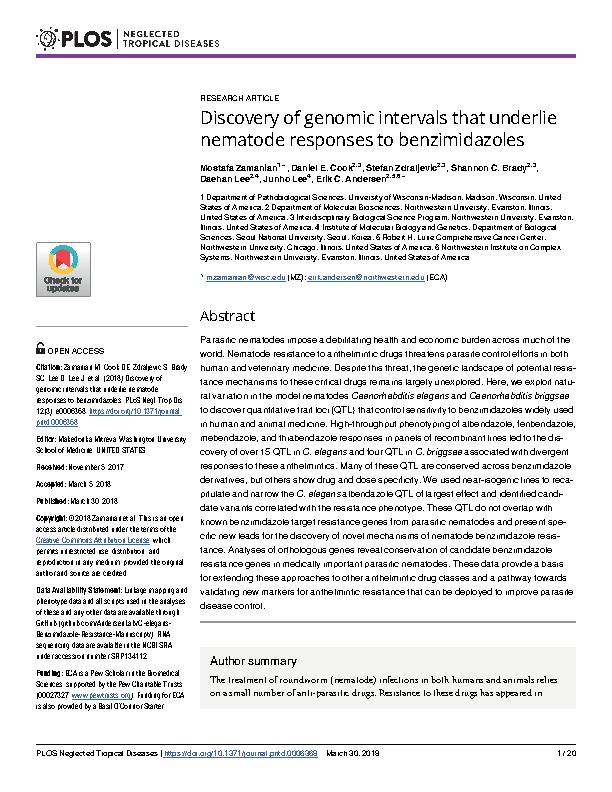 PLOS | NEGLECTED
TROPICAL DISEASES
RESEARCH ARTICLE
Discovery of genomic intervals that underlie
nematode responses to benzimidazoles
Mostafa Zamanian1*, Daniel E. Cook2,3, Stefan Zdraljevic2,3, Shannon C. Brady2,3,
Daehan Lee2,4, Junho Lee4, Erik C. Andersen2,3,5,6*
1 Department of Pathobiological Sciences, University of Wisconsin-Madison, Madison, Wisconsin, United
States of America, 2 Department of Molecular Biosciences, Northwestern University, Evanston, Illinois,
United States of America, 3 Interdisciplinary Biological Science Program, Northwestern University, Evanston,
Illinois, United States of America, 4 Institute of Molecular Biology and Genetics, Department of Biological
Sciences, Seoul National University, Seoul, Korea, 5 Robert H. Lurie Comprehensive Cancer Center,
Northwestern University, Chicago, Illinois, United States of America, 6 Northwestern Institute on Complex
Systems, Northwestern University, Evanston, Illinois, United States of America
* mzamanian@wisc.edu (MZ); erik.andersen@northwestern.edu (ECA)
Abstract
Parasitic nematodes impose a debilitating health and economic burden across much of the
world. Nematode resistance to anthelmintic drugs threatens parasite control efforts in both
human and veterinary medicine. Despite this threat, the genetic landscape of potential resis-
tance mechanisms to these critical drugs remains largely unexplored. Here, we exploit natu-
ral variation in the model nematodes Caenorhabditis elegans and Caenorhabditis briggsae
to discover quantitative trait loci (QTL) that control sensitivity to benzimidazoles widely used
in human and animal medicine. High-throughput phenotyping of albendazole, fenbendazole,
mebendazole, and thiabendazole responses in panels of recombinant lines led to the dis-
covery of over 15 QTL in C. elegans and four QTL in C. briggsae associated with divergent
responses to these anthelmintics. Many of these QTL are conserved across benzimidazole
derivatives, but others show drug and dose specificity. We used near-isogenic lines to reca-
pitulate and narrow the C. elegans albendazole QTL of largest effect and identified candi-
date variants correlated with the resistance phenotype. These QTL do not overlap with
known benzimidazole target resistance genes from parasitic nematodes and present spe-
cific new leads for the discovery of novel mechanisms of nematode benzimidazole resis-
tance. Analyses of orthologous genes reveal conservation of candidate benzimidazole
resistance genes in medically important parasitic nematodes. These data provide a basis
for extending these approaches to other anthelmintic drug classes and a pathway towards
validating new markers for anthelmintic resistance that can be deployed to improve parasite
disease control.
Author summary
The treatment of roundworm (nematode) infections in both humans and animals relies
on a small number of anti-parasitic drugs. Resistance to these drugs has appeared in
Check for
updates
OPEN ACCESS
Citation: Zamanian M, Cook DE, Zdraljevic S, Brady
SC, Lee D, Lee J, et al. (2018) Discovery of
genomic intervals that underlie nematode
responses to benzimidazoles. PLoS Negl Trop Dis
12(3): e0006368. https://doi.org/10.1371/journal.
pntd.0006368
Editor: Makedonka Mitreva, Washington University
School of Medicine, UNITED STATES
Received: November 3, 2017
Accepted: March 5, 2018
Published: March 30, 2018
Copyright: © 2018 Zamanian et al. This is an open
access article distributed under the terms of the
Creative Commons Attribution License, which
permits unrestricted use, distribution, and
reproduction in any medium, provided the original
author and source are credited.
Data Availability Statement: Linkage mapping and
phenotype data and all scripts used in the analyses
of these and any other data are available through
GitHub (github.com/AndersenLab/C-elegans-
Benzimidazole-Resistance-Manuscript). RNA
sequencing data are available in the NCBI SRA
under accession number SRP134112.
Funding: ECA is a Pew Scholar in the Biomedical
Sciences, supported by the Pew Charitable Trusts
(00027327, www.pewtrusts.org). Funding for ECA
is also provided by a Basil O'Connor Starter
PLOS Neglected Tropical Diseases | https://doi.org/10.1371/journal.pntd.0006368 March 30, 2018
1 / 20